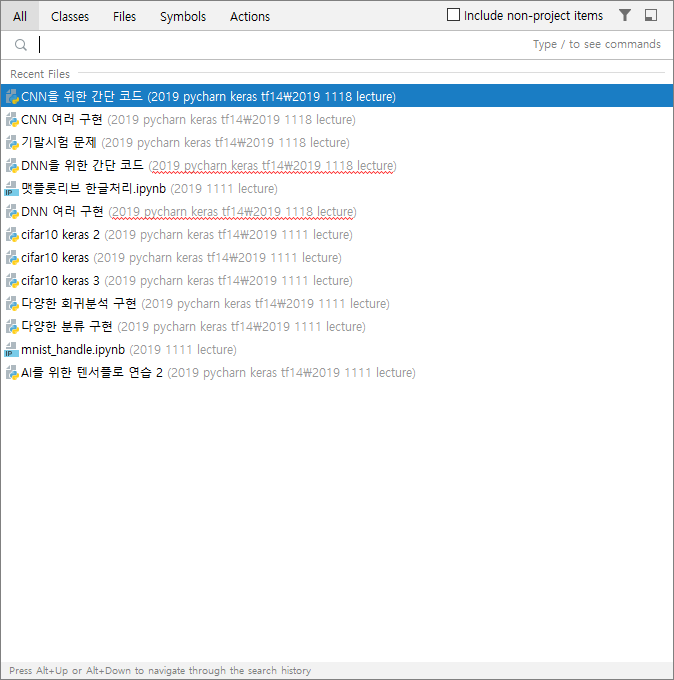 All Classes Files Symbols Actions Include non-project items
Type / to see commands
Recent Files
CNN을 위한 간단 코드 (2019 pycharn keras tf14₩2019 1118 lecture)
CNN 여러 구현 (2019 pycharn keras tf14₩2019 1118 lecture)
기말시험 문제 (2019 pycharn keras tf14₩2019 1118 lecture)
DNN을 위한 간단 코드 (2019 pycharn keras tf14₩2019 1118 lecture)
IP 맷플롯리브 한글처리.ipynb (2019 1111 lecture)
DNN 여러 구현 (2019 pycharn keras tf14₩2019 1118 lecture)
cifar10 keras 2 (2019 pycharn keras tf14₩2019 1111 lecture)
cifar10 keras (2019 pycharn keras tf14₩2019 1111 lecture)
cifar10 keras 3 (2019 pycharn keras tf14₩2019 1111 lecture)
다양한 회귀분석 구현 (2019 pycharn keras tf14₩2019 1111 lecture)
다양한 분류 구현 (2019 pycharn keras tf14₩2019 1111 lecture)
IP mnist_handle.ipynb (2019 1111 lecture)
AI를 위한 텐서플로 연습 2 (2019 pycharn keras tf14₩2019 1111 lecture)
Press Alt+Up or Alt+Down to navigate through the search history